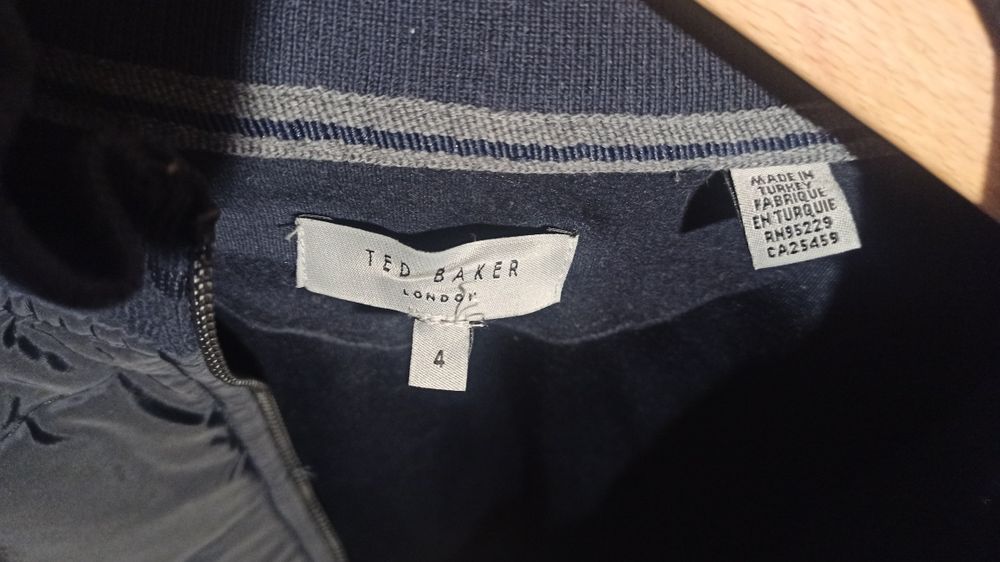 TED BAKER
LONDON
4
MADE IN
TURKEY
FABRIQUE
EN TURQUIE
RN95229
CA25459